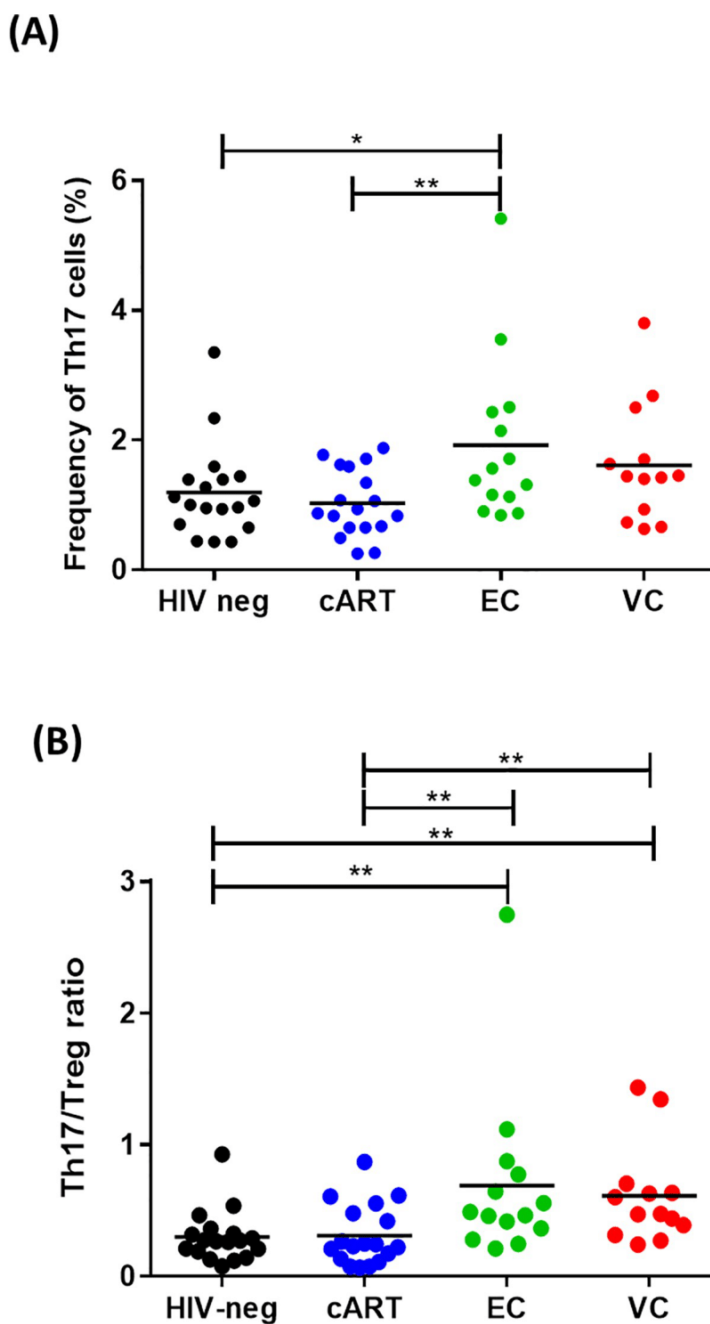 (A)
*
**
6
4
2
0
Frequency of Th17 cells (%)
HIV neg cART EC VC
(B)
**
**
**
**
3
2
1
0
Th17/Treg ratio
HIV-neg cART EC VC